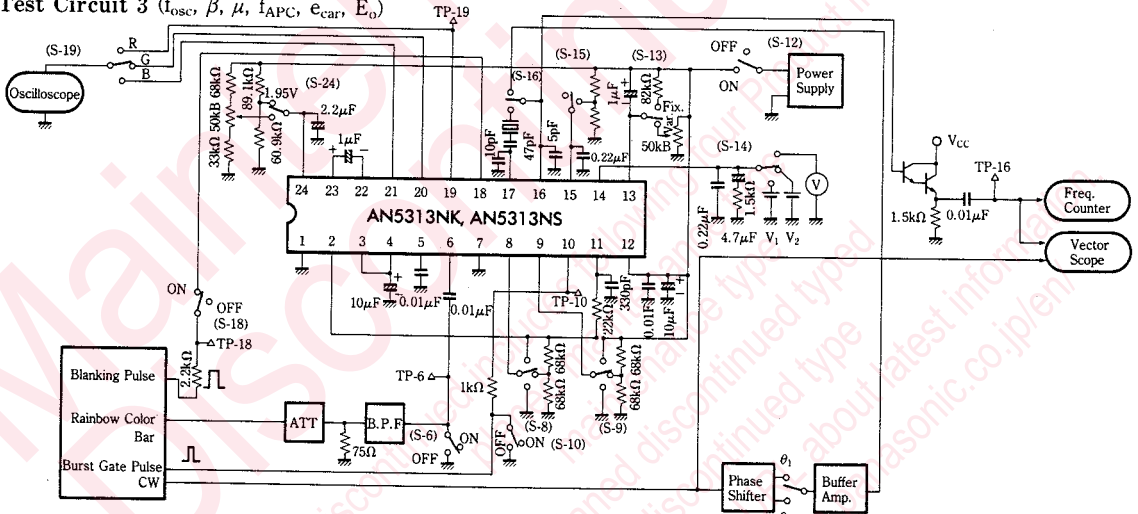 Test Circuit 3 (fosc, β, μ, fAPC, ecar, Eo)
TP-19
(S-19)
R
G
B
Oscilloscope
68kΩ
50kB
33kΩ
89.1kΩ
60.9kΩ
1.95V
(S-24)
2.2μF
+ 1μF −
(S-16)
10pF
47pF
5pF
(S-15)
0.22μF
(S-13)
1μF
82kΩ
Fix.
Var.
50kB
OFF
ON
(S-12)
Power
Supply
(S-14)
0.22μF
1.5kΩ
4.7μF
V1
V2
V
Vcc
TP-16
1.5kΩ
0.01μF
Freq.
Counter
Vector
Scope
24 23 22 21 20 19 18 17 16 15 14 13
AN5313NK, AN5313NS
1 2 3 4 5 6 7 8 9 10 11 12
10μF
+
−
0.01μF
0.01μF
TP-10
22kΩ
330pF
0.01F
10μF
+
−
ON
OFF
(S-18)
TP-18
2.2kΩ
TP-6
1kΩ
68kΩ
68kΩ
68kΩ
68kΩ
(S-8)
(S-9)
Blanking Pulse
Rainbow Color
Bar
Burst Gate Pulse
CW
ATT
75Ω
B.P.F
(S-6)
ON
OFF
OFF
ON
(S-10)
Phase
Shifter
θ1
Buffer
Amp.